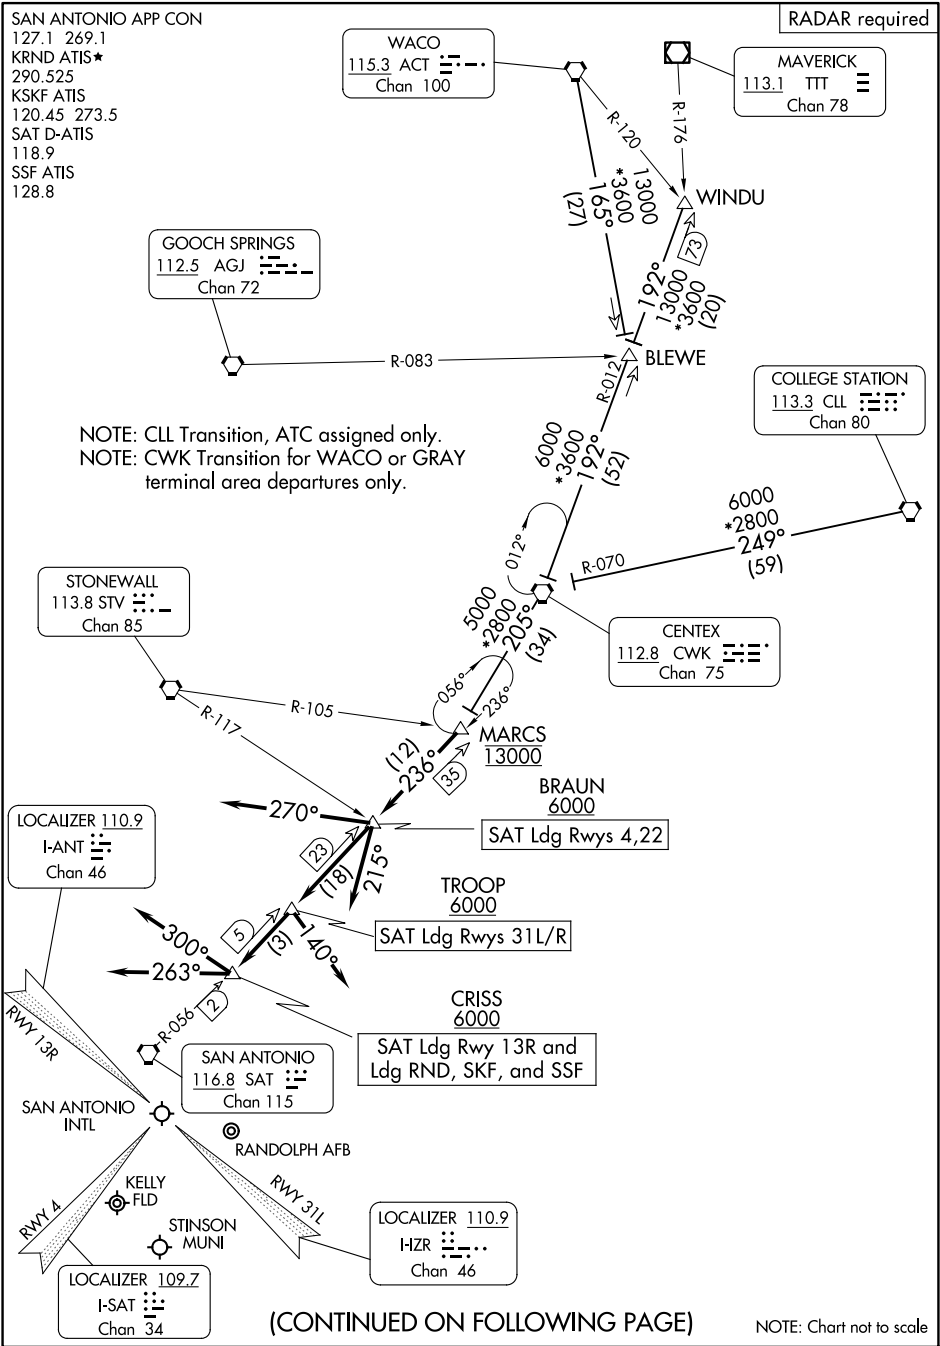 SAN ANTONIO APP CON
127.1 269.1
KRND ATIS★
290.525
KSKF ATIS
120.45 273.5
SAT D-ATIS
118.9
SSF ATIS
128.8
RADAR required
WACO
115.3 ACT
Chan 100
MAVERICK
113.1 TTT
Chan 78
R-120
R-176
13000
*3600
165°
(27)
WINDU
73
192°
13000
*3600
(20)
GOOCH SPRINGS
112.5 AGJ
Chan 72
R-083
BLEWE
R-012
COLLEGE STATION
113.3 CLL
Chan 80
NOTE: CLL Transition, ATC assigned only.
NOTE: CWK Transition for WACO or GRAY
terminal area departures only.
6000
*3600
192°
(52)
6000
*2800
249°
(59)
R-070
012°
STONEWALL
113.8 STV
Chan 85
5000
*2800
205°
(34)
CENTEX
112.8 CWK
Chan 75
056°
236°
R-105
R-117
MARCS
13000
(12)
236°
35
BRAUN
6000
SAT Ldg Rwys 4,22
270°
LOCALIZER 110.9
I-ANT
Chan 46
23
(18)
215°
TROOP
6000
SAT Ldg Rwys 31L/R
5
(3)
140°
300°
263°
CRISS
6000
SAT Ldg Rwy 13R and
Ldg RND, SKF, and SSF
R-056
2
RWY 13R
SAN ANTONIO
116.8 SAT
Chan 115
SAN ANTONIO
INTL
RANDOLPH AFB
KELLY
FLD
RWY 4
RWY 31L
STINSON
MUNI
LOCALIZER 110.9
I-IZR
Chan 46
LOCALIZER 109.7
I-SAT
Chan 34
(CONTINUED ON FOLLOWING PAGE)
NOTE: Chart not to scale